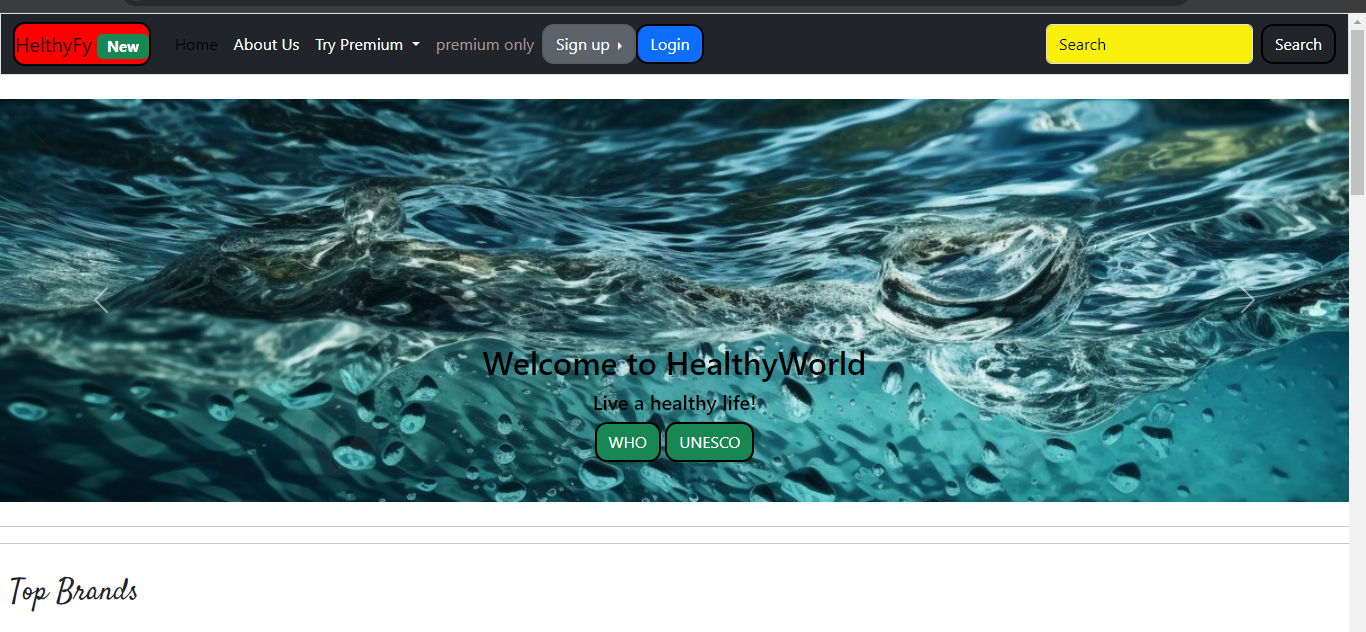 HelthyFy New Home About Us Try Premium premium only Sign up Login Search Search
Welcome to HealthyWorld
Live a healthy life!
WHO UNESCO
Top Brands